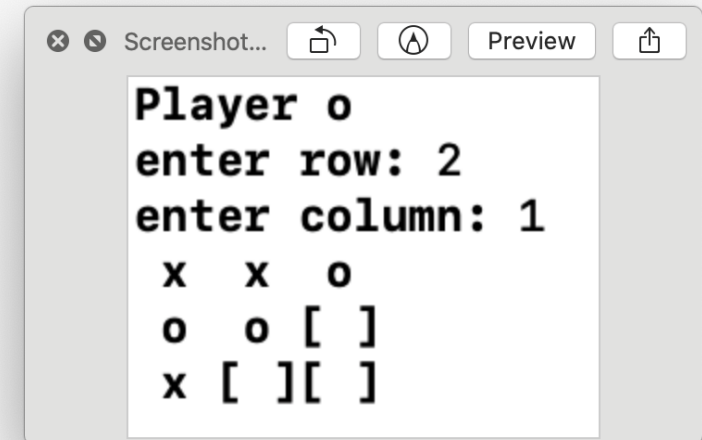 Screenshot... Preview
Player o
enter row: 2
enter column: 1
x x o
o o [ ]
x [ ][ ]